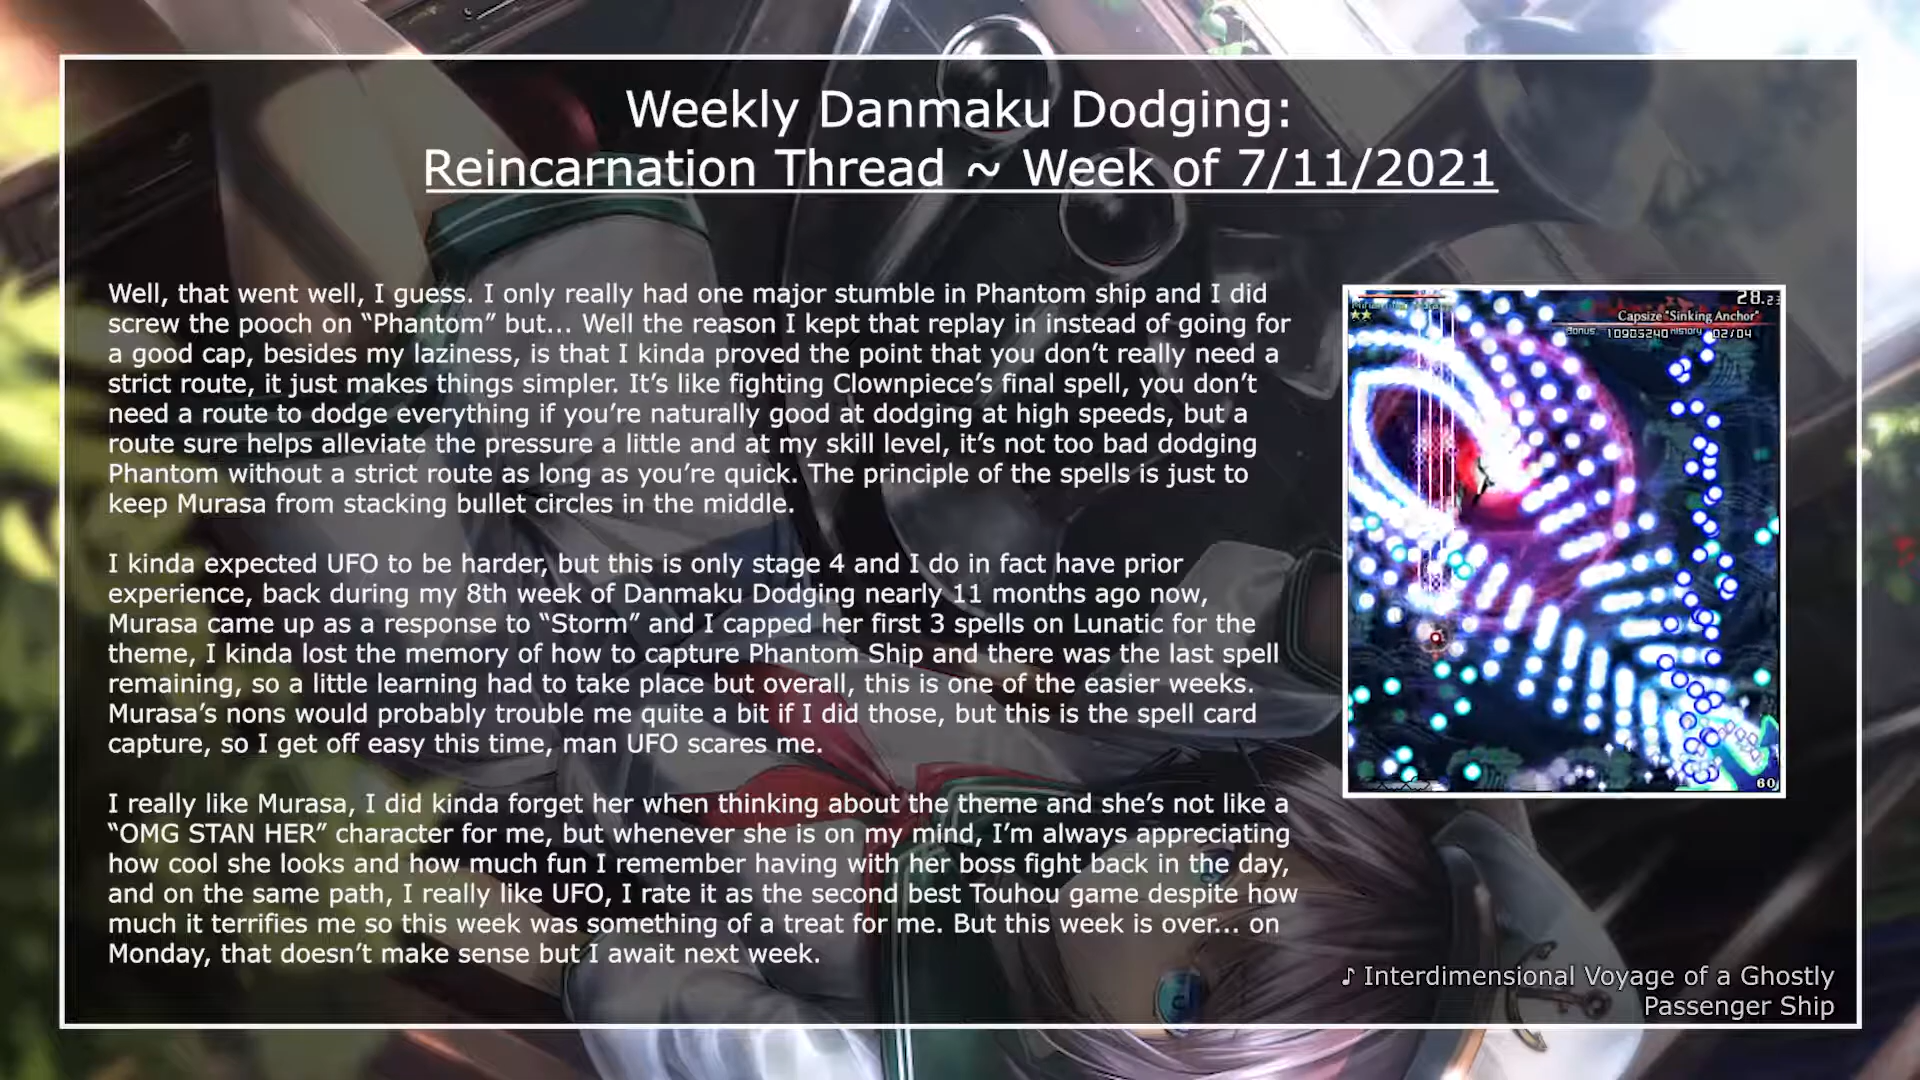 Weekly Danmaku Dodging:
Reincarnation Thread ~ Week of 7/11/2021
Well, that went well, I guess. I only really had one major stumble in Phantom ship and I did
screw the pooch on “Phantom” but... Well the reason I kept that replay in instead of going for
a good cap, besides my laziness, is that I kinda proved the point that you don’t really need a
strict route, it just makes things simpler. It’s like fighting Clownpiece’s final spell, you don’t
need a route to dodge everything if you’re naturally good at dodging at high speeds, but a
route sure helps alleviate the pressure a little and at my skill level, it’s not too bad dodging
Phantom without a strict route as long as you’re quick. The principle of the spells is just to
keep Murasa from stacking bullet circles in the middle.
I kinda expected UFO to be harder, but this is only stage 4 and I do in fact have prior
experience, back during my 8th week of Danmaku Dodging nearly 11 months ago now,
Murasa came up as a response to “Storm” and I capped her first 3 spells on Lunatic for the
theme, I kinda lost the memory of how to capture Phantom Ship and there was the last spell
remaining, so a little learning had to take place but overall, this is one of the easier weeks.
Murasa’s nons would probably trouble me quite a bit if I did those, but this is the spell card
capture, so I get off easy this time, man UFO scares me.
I really like Murasa, I did kinda forget her when thinking about the theme and she’s not like a
“OMG STAN HER” character for me, but whenever she is on my mind, I’m always appreciating
how cool she looks and how much fun I remember having with her boss fight back in the day,
and on the same path, I really like UFO, I rate it as the second best Touhou game despite how
much it terrifies me so this week was something of a treat for me. But this week is over... on
Monday, that doesn’t make sense but I await next week.
28.23
Capsize "Sinking Anchor"
Bonus 10905240 History 02/04
60
♪ Interdimensional Voyage of a Ghostly
Passenger Ship